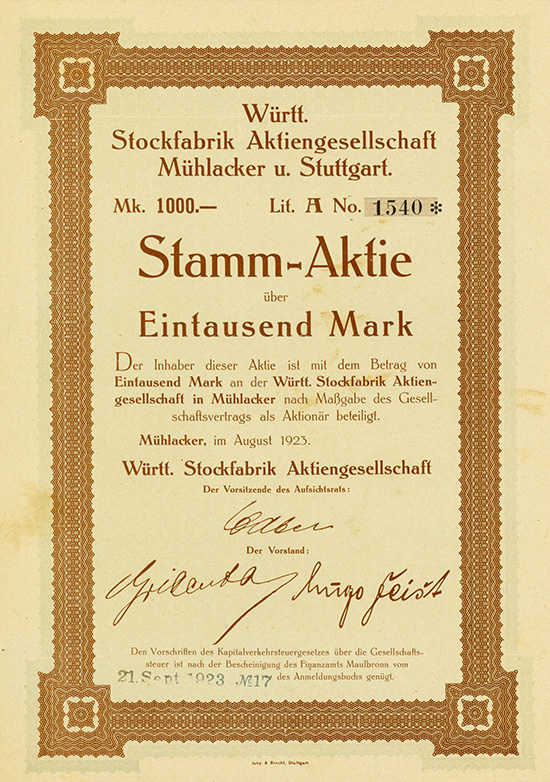 Württ.
Stockfabrik Aktiengesellschaft
Mühlacker u. Stuttgart.
Mk. 1000.— Lit. A No. 1540 *
Stamm-Aktie
über
Eintausend Mark
Der Inhaber dieser Aktie ist mit dem Betrag von
Eintausend Mark an der Württ. Stockfabrik Aktien-
gesellschaft in Mühlacker nach Maßgabe des Gesell-
schaftsvertrags als Aktionär beteiligt.
Mühlacker, im August 1923.
Württ. Stockfabrik Aktiengesellschaft
Der Vorsitzende des Aufsichtsrats:
Der Vorstand:
Hugo Feist
Den Vorschriften des Kapitalverkehrsteuergesetzes über die Gesellschafts-
steuer ist nach der Bescheinigung des Finanzamts Maulbronn vom
21. Sept 1923 №17 des Anmeldungsbuchs genügt.
Jung & Brecht, Stuttgart